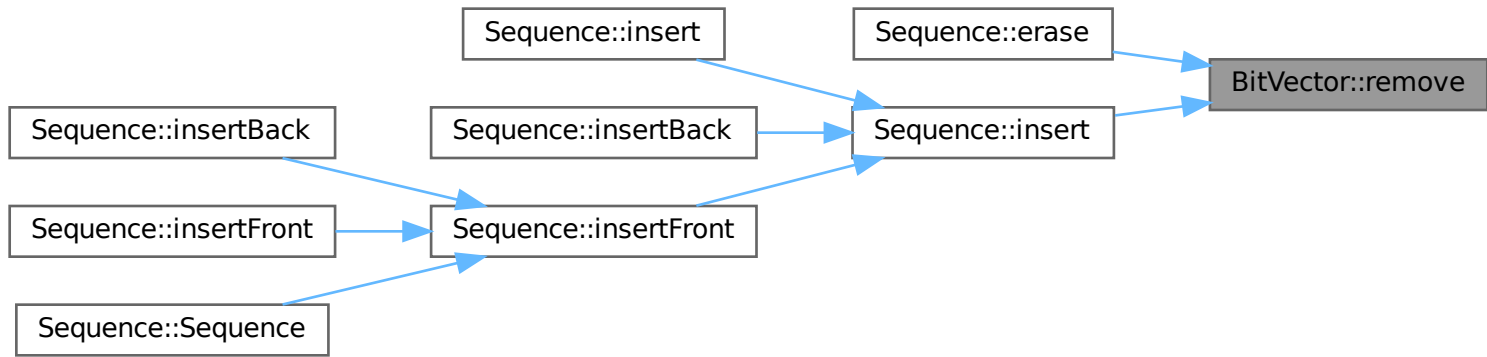 Sequence::insert
Sequence::erase
BitVector::remove
Sequence::insertBack
Sequence::insertBack
Sequence::insert
Sequence::insertFront
Sequence::insertFront
Sequence::Sequence